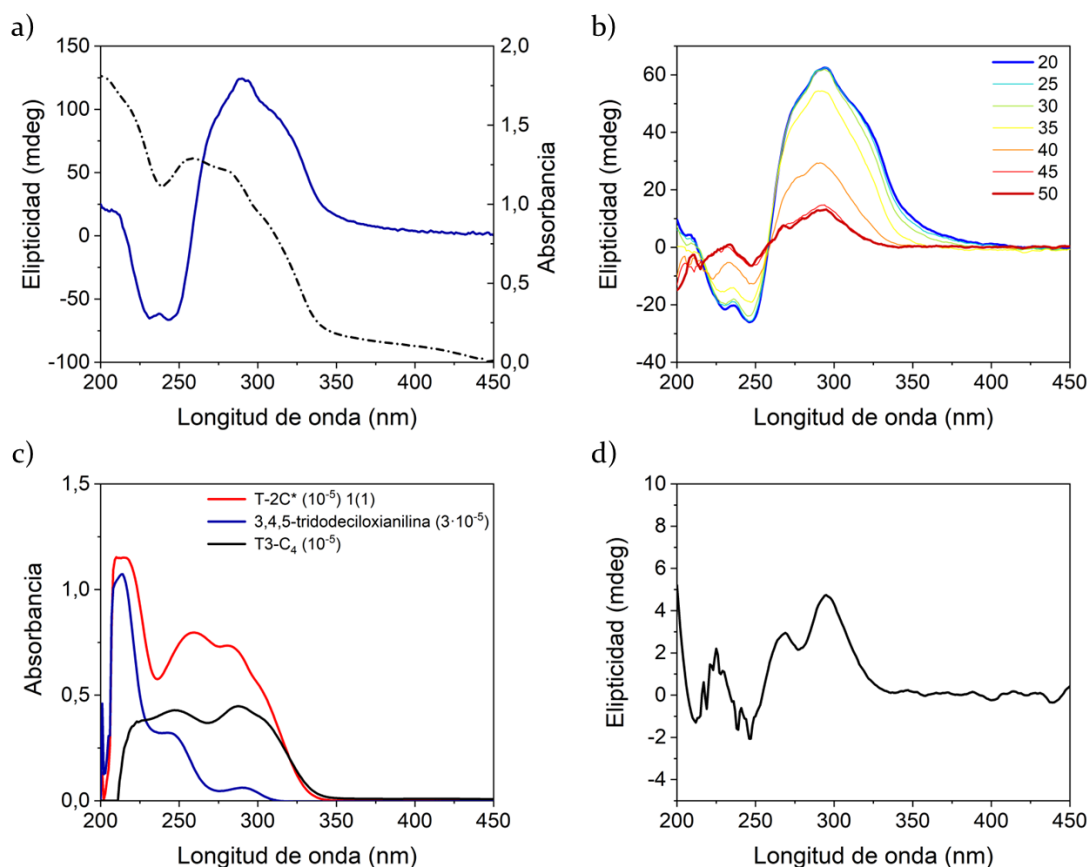 a)
150
100
50
0
-50
-100
Elipticidad (mdeg)
2,0
1,5
1,0
0,5
0,0
Absorbancia
200 250 300 350 400 450
Longitud de onda (nm)
b)
60
40
20
0
-20
-40
Elipticidad (mdeg)
20
25
30
35
40
45
50
200 250 300 350 400 450
Longitud de onda (nm)
c)
1,5
1,0
0,5
0,0
Absorbancia
T-2C* (10⁻⁵) 1(1)
3,4,5-tridodeciloxianilina (3·10⁻⁵)
T3-C₄ (10⁻⁵)
200 250 300 350 400 450
Longitud de onda (nm)
d)
10
8
6
4
2
0
-2
-4
Elipticidad (mdeg)
200 250 300 350 400 450
Longitud de onda (nm)